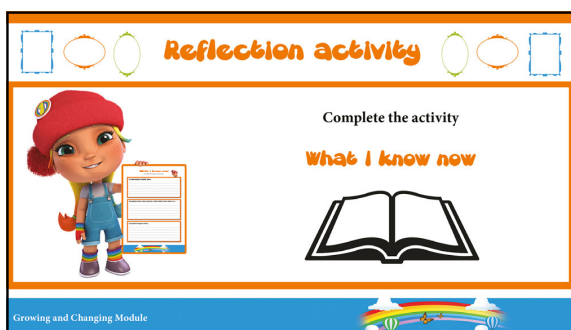 Reflection activity
Complete the activity
What I know now
Growing and Changing Module